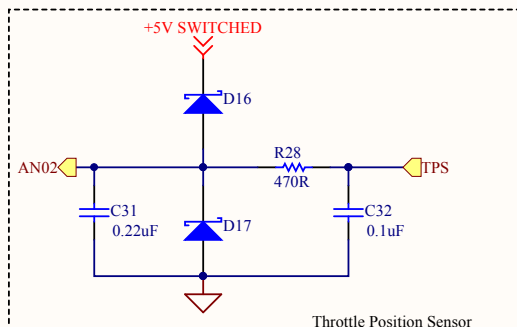 +5V SWITCHED
D16
AN02
R28
470R
TPS
C31
0.22uF
D17
C32
0.1uF
Throttle Position Sensor